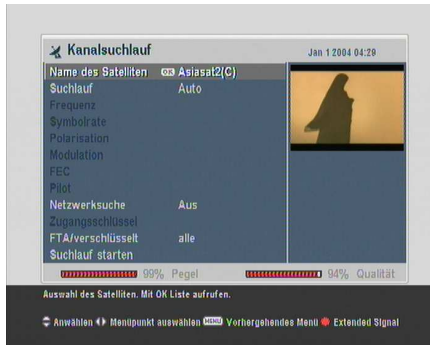 Kanalsuchlauf
Jan 1 2004 04:29
Name des Satelliten OK Asiasat2(C)
Suchlauf Auto
Frequenz
Symbolrate
Polarisation
Modulation
FEC
Pilot
Netzwerksuche Aus
Zugangsschlüssel
FTA/verschlüsselt alle
Suchlauf starten
99% Pegel 94% Qualität
Auswahl des Satelliten. Mit OK Liste aufrufen.
Anwählen Menüpunkt auswählen MENU Vorhergehendes Menü Extended Signal